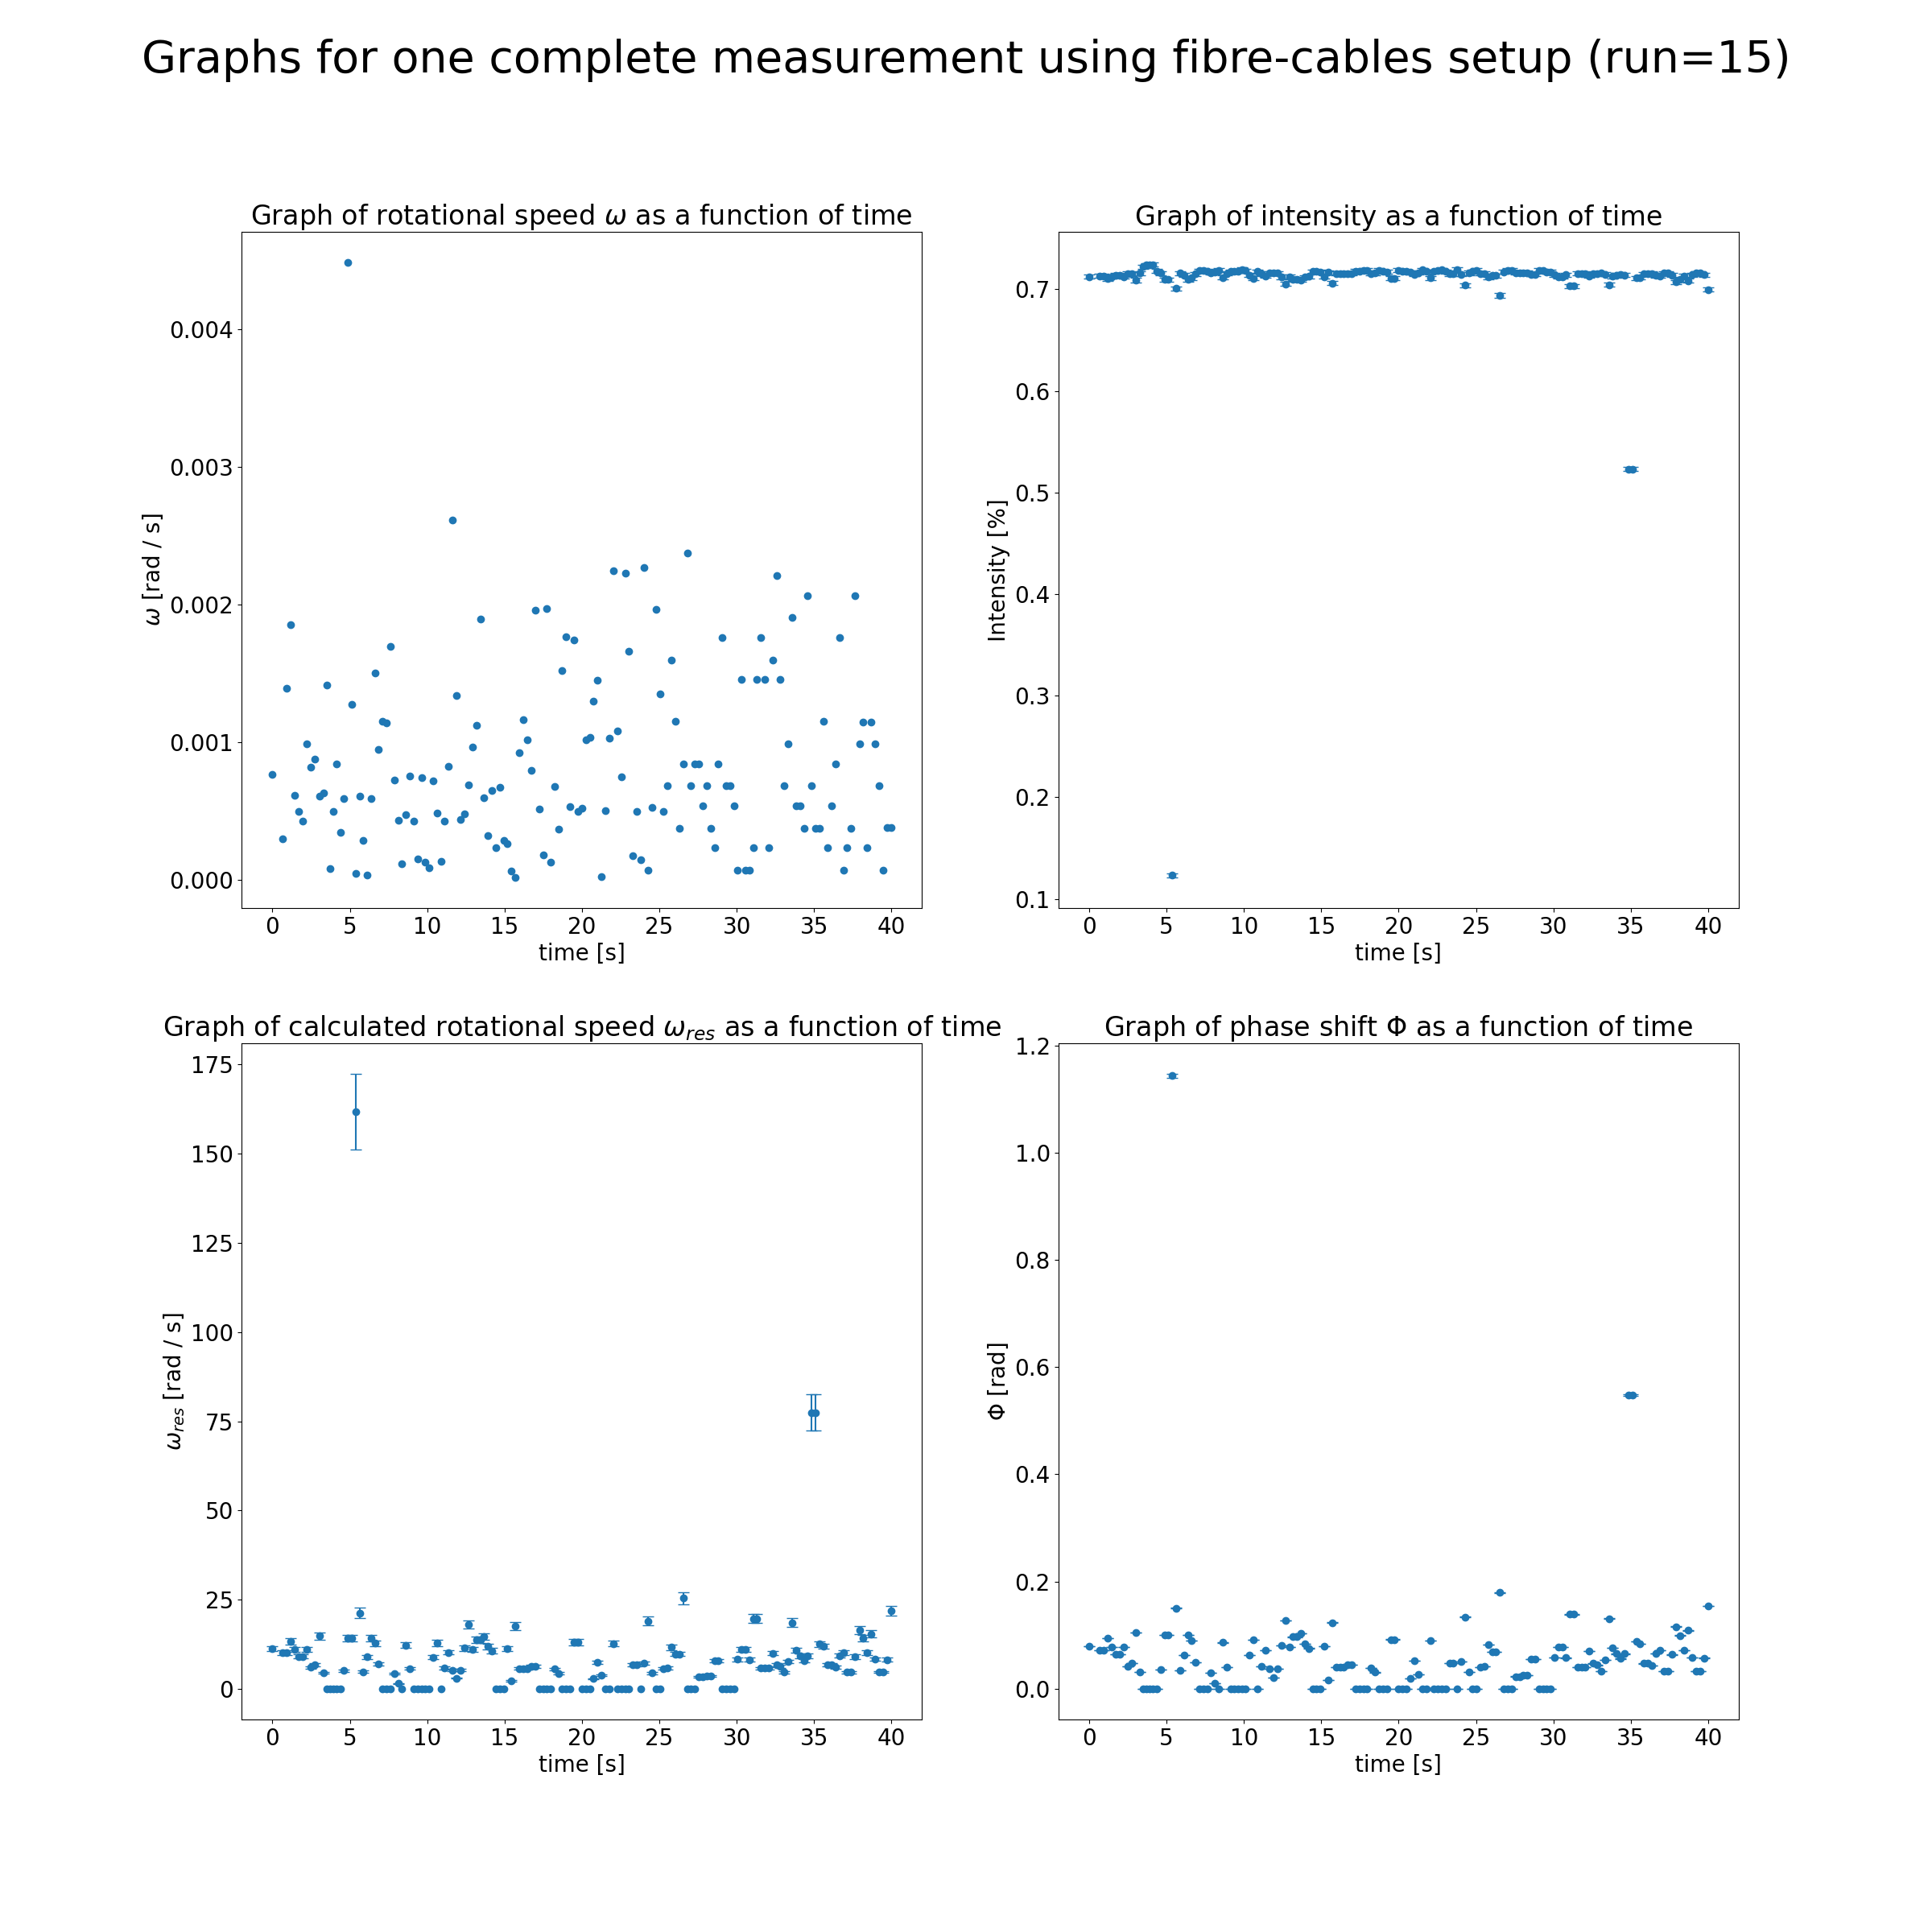 Graphs for one complete measurement using fibre-cables setup (run=15)
Graph of rotational speed ω as a function of time
0.004
0.003
0.002
0.001
0.000
ω [rad / s]
0 5 10 15 20 25 30 35 40
time [s]
Graph of intensity as a function of time
0.7
0.6
0.5
0.4
0.3
0.2
0.1
Intensity [%]
0 5 10 15 20 25 30 35 40
time [s]
Graph of calculated rotational speed ω_res as a function of time
175
150
125
100
75
50
25
0
ω_res [rad / s]
0 5 10 15 20 25 30 35 40
time [s]
Graph of phase shift Φ as a function of time
1.2
1.0
0.8
0.6
0.4
0.2
0.0
Φ [rad]
0 5 10 15 20 25 30 35 40
time [s]